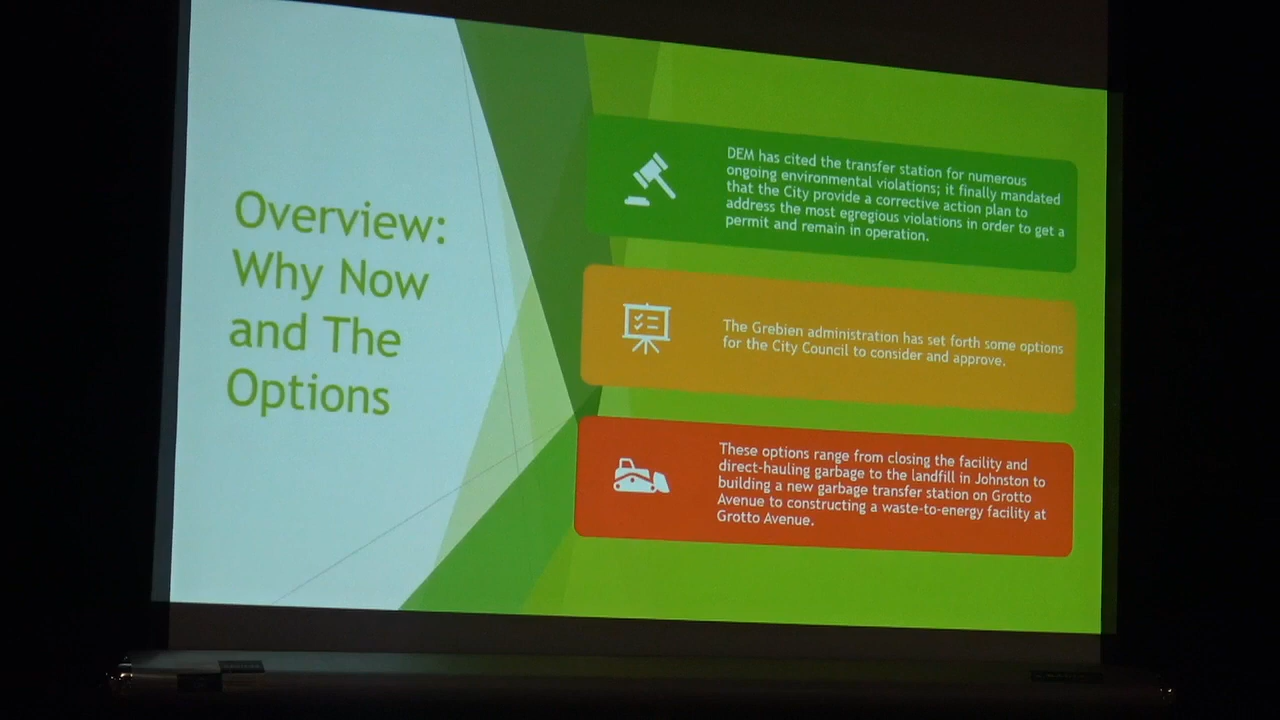 Overview:
Why Now
and The
Options
DEM has cited the transfer station for numerous
ongoing environmental violations; it finally mandated
that the City provide a corrective action plan to
address the most egregious violations in order to get a
permit and remain in operation.
The Grebien administration has set forth some options
for the City Council to consider and approve.
These options range from closing the facility and
direct-hauling garbage to the landfill in Johnston to
building a new garbage transfer station on Grotto
Avenue to constructing a waste-to-energy facility at
Grotto Avenue.